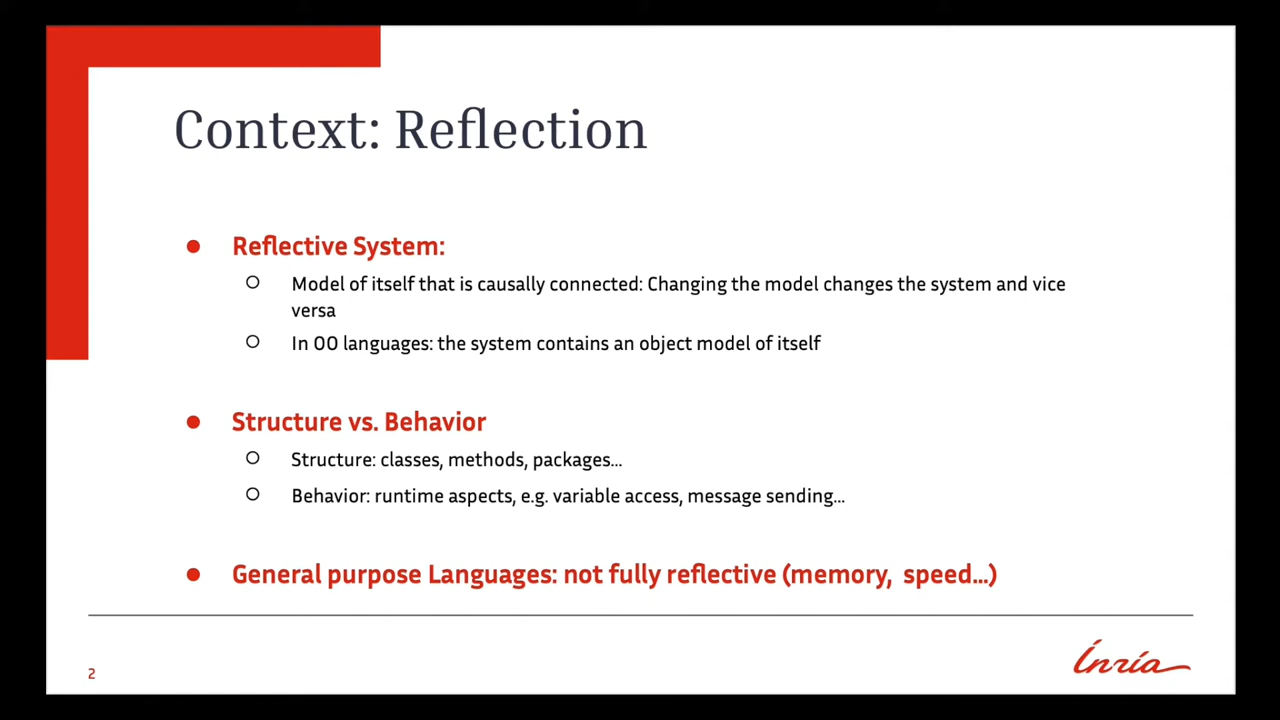 Context: Reflection
● Reflective System:
○ Model of itself that is causally connected: Changing the model changes the system and vice
versa
○ In OO languages: the system contains an object model of itself
● Structure vs. Behavior
○ Structure: classes, methods, packages...
○ Behavior: runtime aspects, e.g. variable access, message sending...
● General purpose Languages: not fully reflective (memory, speed...)
2
Inria